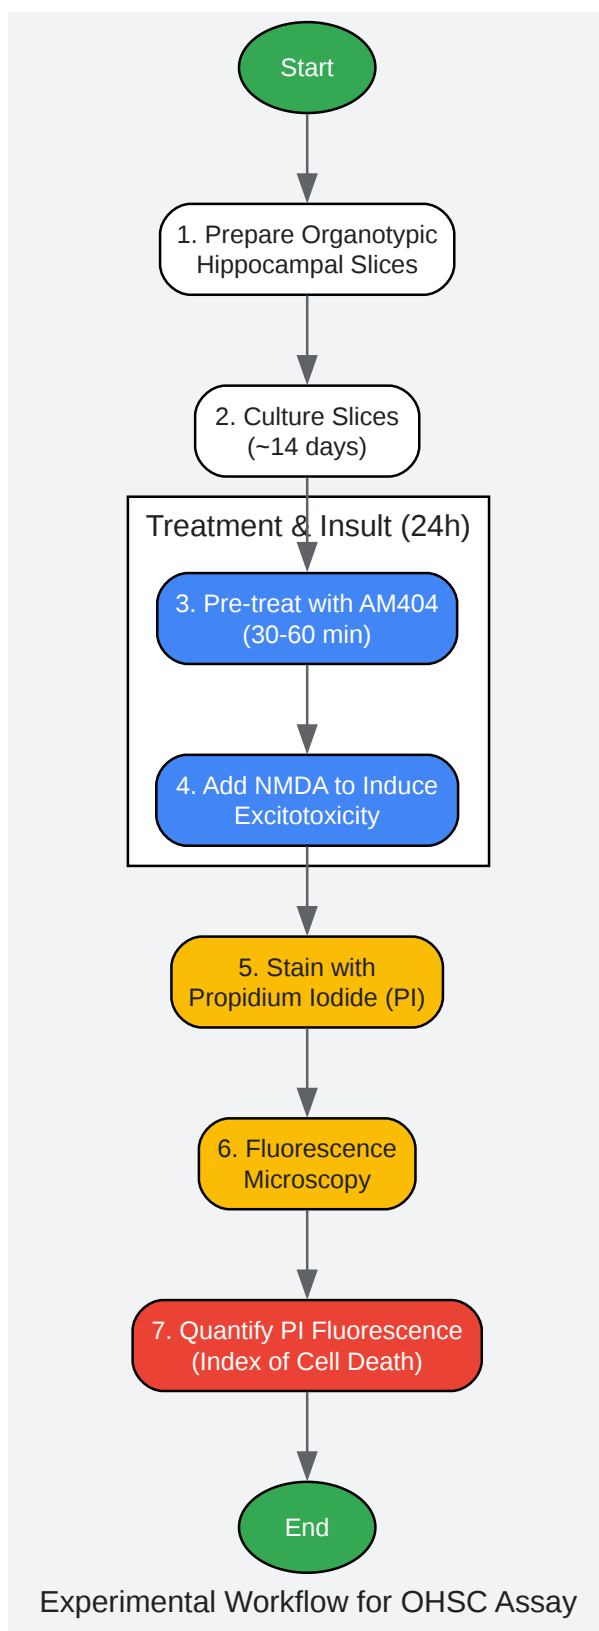 Start
1. Prepare Organotypic
Hippocampal Slices
2. Culture Slices
(~14 days)
Treatment & Insult (24h)
3. Pre-treat with AM404
(30-60 min)
4. Add NMDA to Induce
Excitotoxicity
5. Stain with
Propidium Iodide (PI)
6. Fluorescence
Microscopy
7. Quantify PI Fluorescence
(Index of Cell Death)
End
Experimental Workflow for OHSC Assay